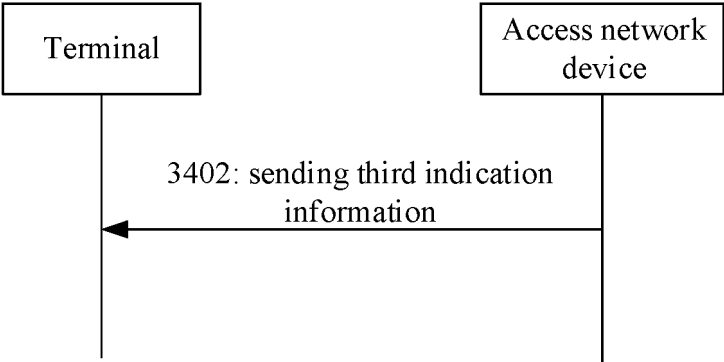 Terminal
Access network
device
3402: sending third indication
information